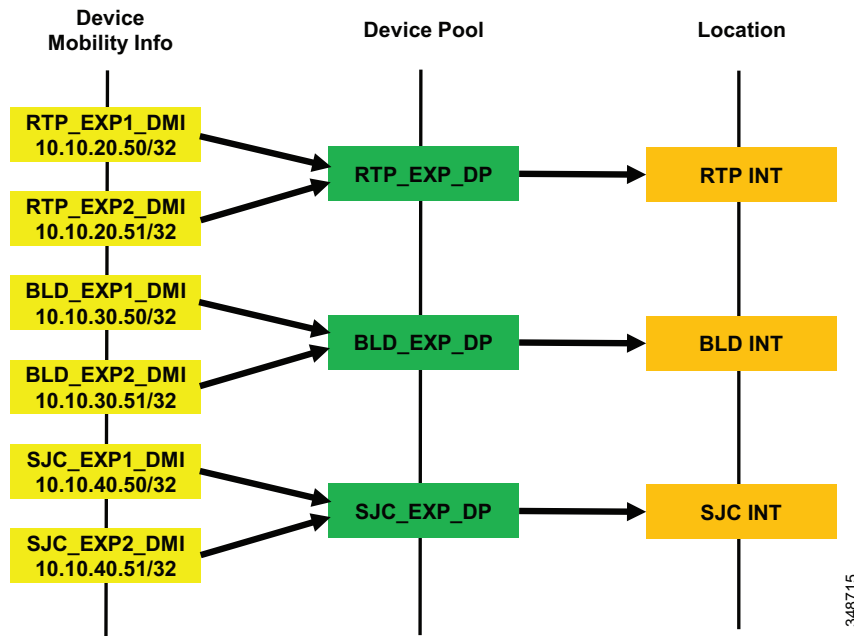 Device
Mobility Info
Device Pool
Location
RTP_EXP1_DMI
10.10.20.50/32
RTP_EXP2_DMI
10.10.20.51/32
RTP_EXP_DP
RTP INT
BLD_EXP1_DMI
10.10.30.50/32
BLD_EXP2_DMI
10.10.30.51/32
BLD_EXP_DP
BLD INT
SJC_EXP1_DMI
10.10.40.50/32
SJC_EXP2_DMI
10.10.40.51/32
SJC_EXP_DP
SJC INT
348715